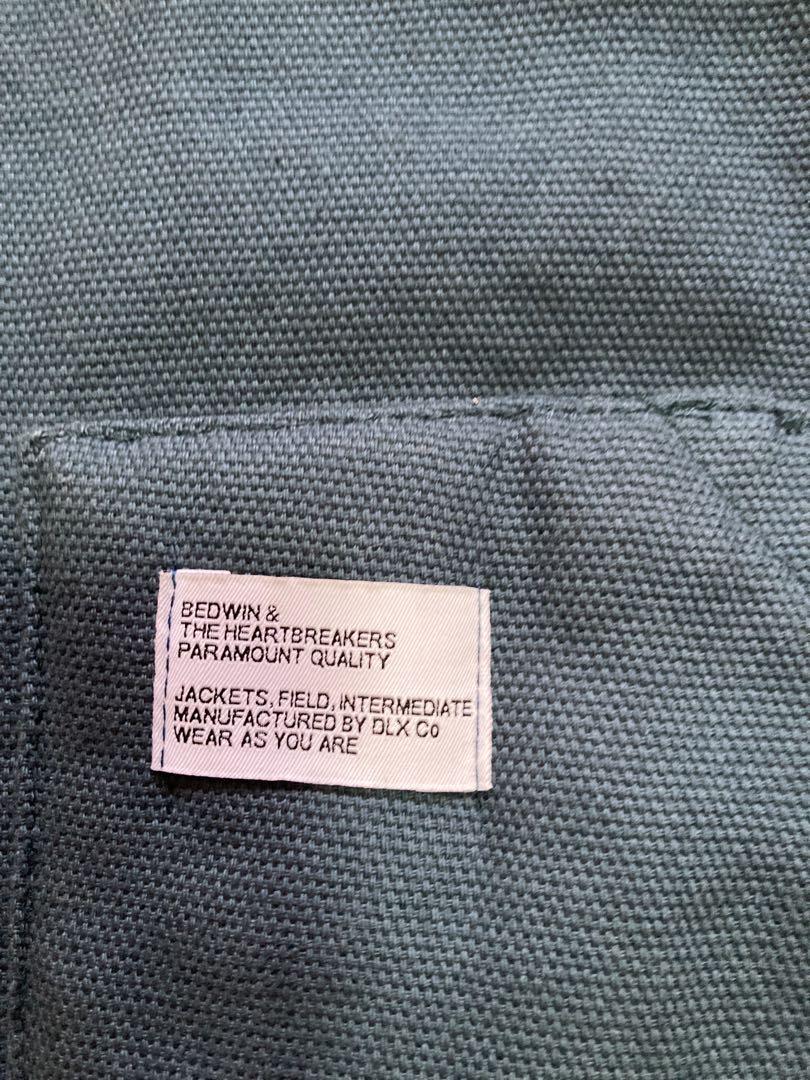 BEDWIN &
THE HEARTBREAKERS
PARAMOUNT QUALITY
JACKETS, FIELD, INTERMEDIATE
MANUFACTURED BY DLX Co
WEAR AS YOU ARE